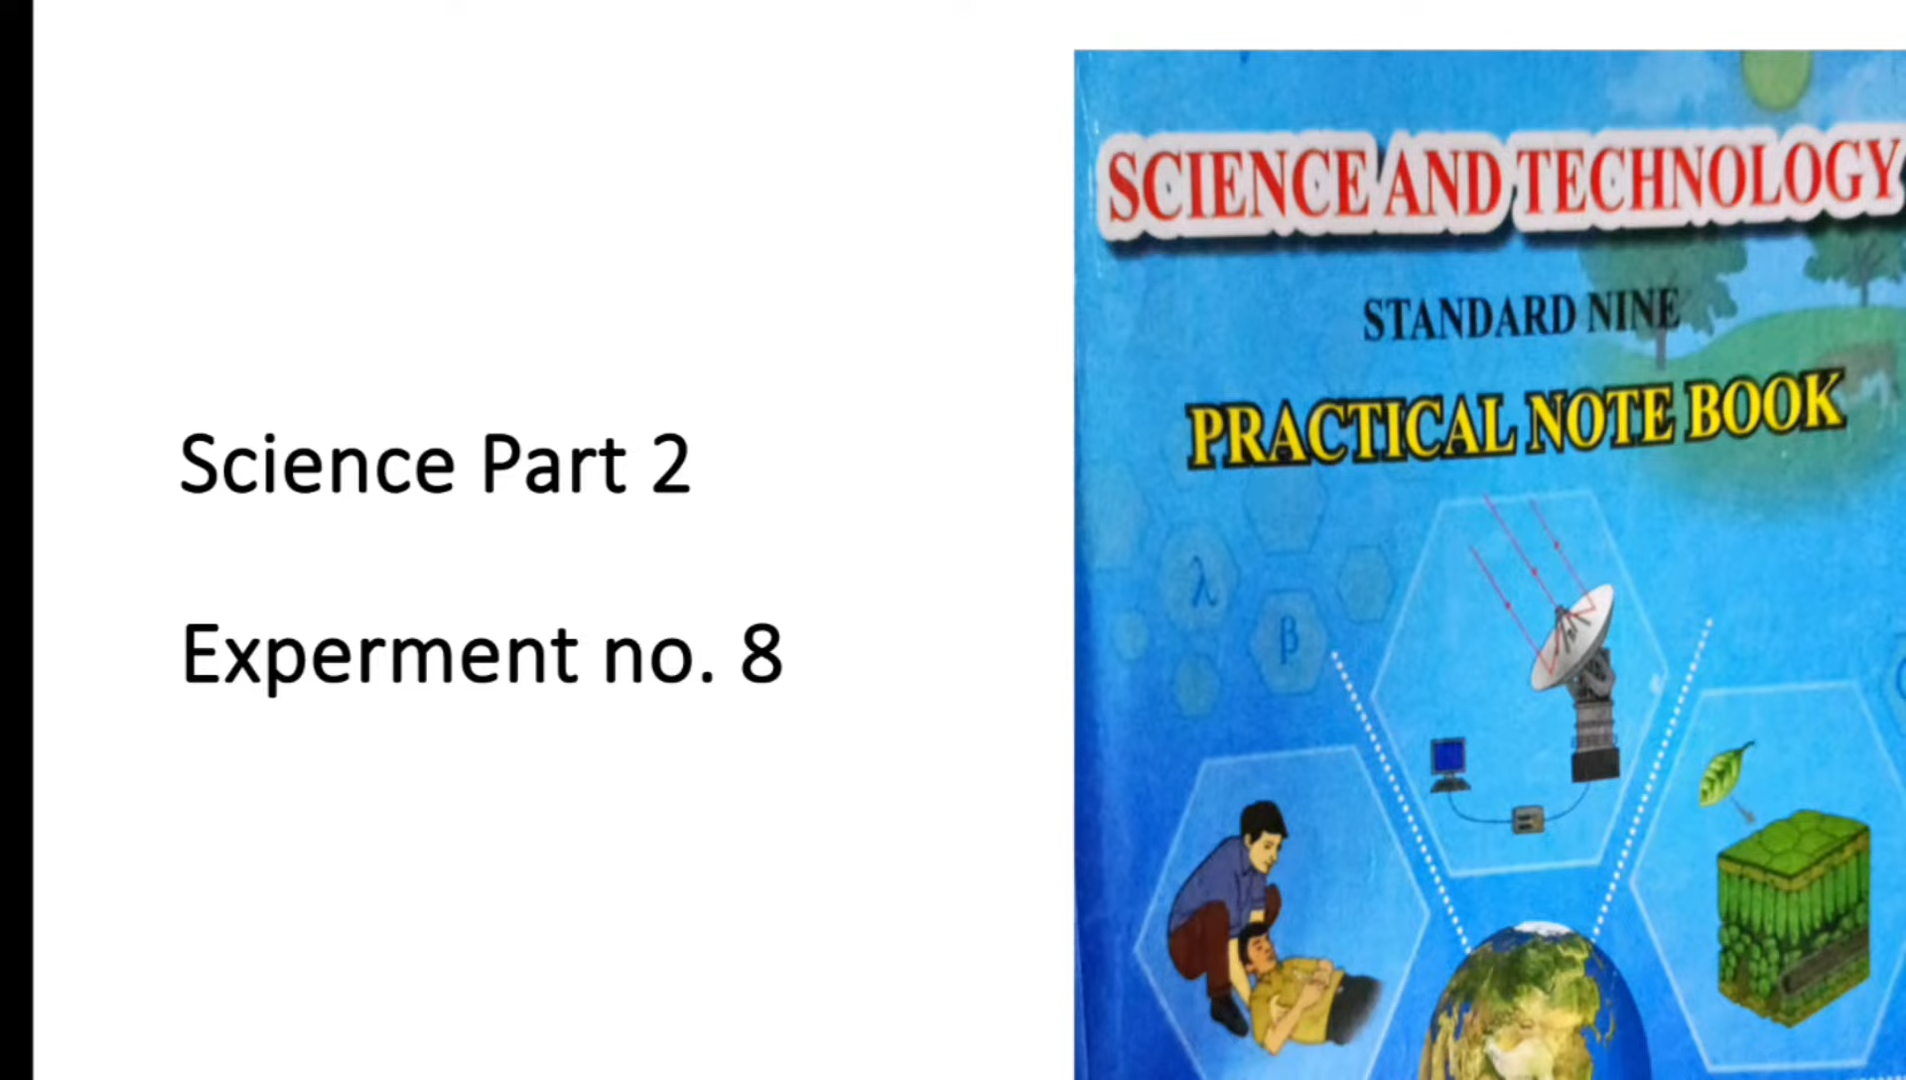 Science Part 2
Experment no. 8
SCIENCE AND TECHNOLOGY
STANDARD NINE
PRACTICAL NOTE BOOK
λ
β